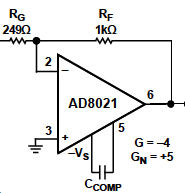 RG RF
249Ω 1kΩ
2 –
AD8021 6
3 +
5
–VS
G = –4
GN = +5
CCOMP